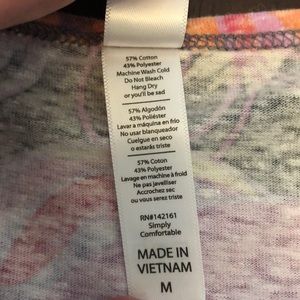 57% Cotton
43% Polyester
Machine Wash Cold
Do Not Bleach
Hang Dry
or you'll be sad
57% Algodón
43% Poliéster
Lavar a máquina en frío
No usar blanqueador
Cuelgue en seco
o estarás triste
57% Coton
43% Polyester
Lavage en machine à froid
Ne pas javelliser
Accrochez sec
ou vous serez triste
RN#142161
Simply
Comfortable
MADE IN
VIETNAM
M